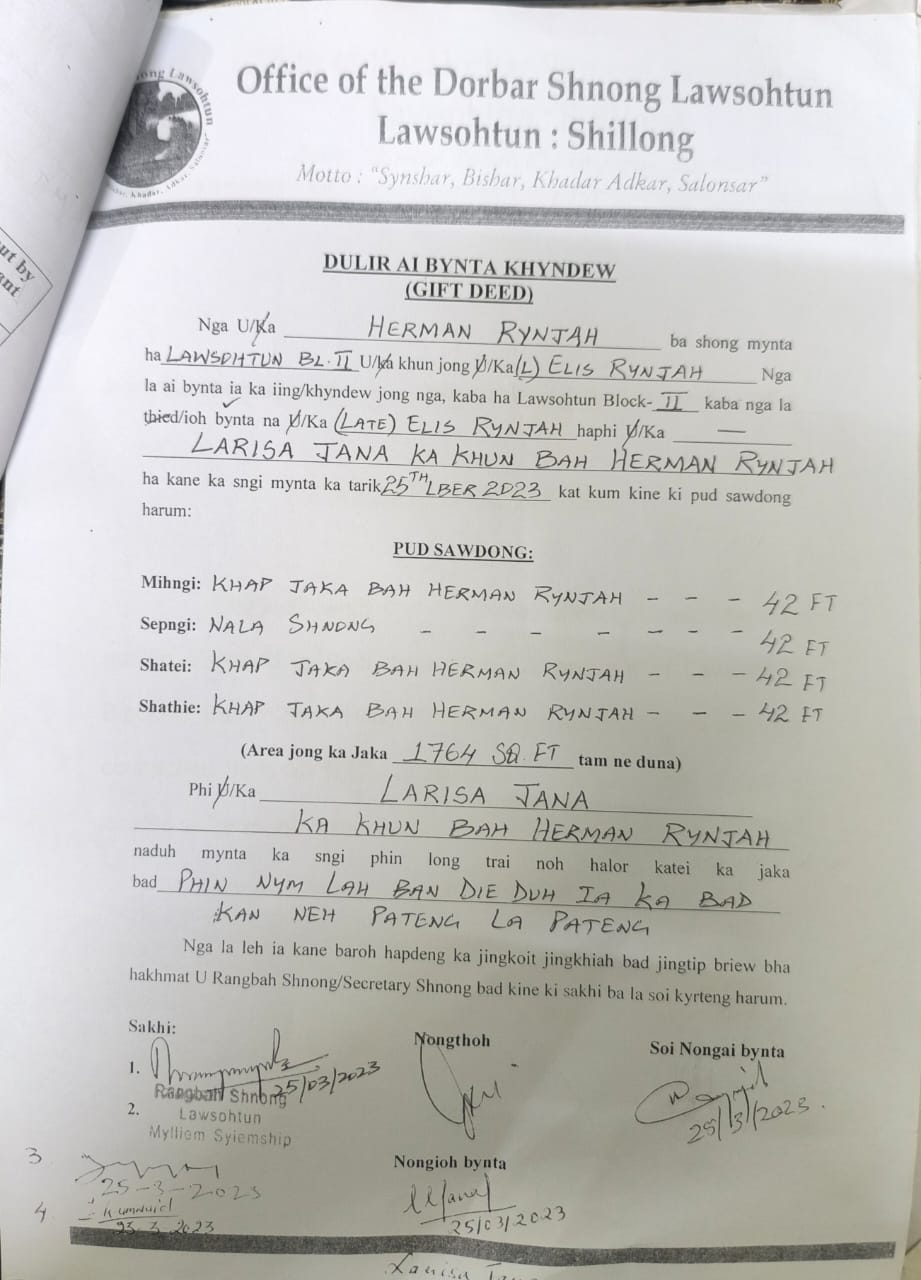 ong Lawsohtun
Office of the Dorbar Shnong Lawsohtun
Lawsohtun : Shillong
Motto : "Synshar, Bishar, Khadar Adkar, Salonsar"
ut by
ant
DULIR AI BYNTA KHYNDEW
(GIFT DEED)
Nga U/Ka HERMAN RYNJAH ba shong mynta
ha LAWSOHTUN BL.II U/ka khun jong U/Ka (L) ELIS RYNJAH Nga
la ai bynta ia ka iing/khyndew jong nga, kaba ha Lawsohtun Block- II kaba nga la
thied/ioh bynta na U/Ka (LATE) ELIS RYNJAH haphi U/Ka —
LARISA JANA KA KHUN BAH HERMAN RYNJAH
ha kane ka sngi mynta ka tarik 25TH LBER 2023 kat kum kine ki pud sawdong
harum:
PUD SAWDONG:
Mihngi: KHAP JAKA BAH HERMAN RYNJAH - - - 42 FT
Sepngi: NALA SHNONG - - - - - - - 42 FT
Shatei: KHAP JAKA BAH HERMAN RYNJAH - - - 42 FT
Shathie: KHAP JAKA BAH HERMAN RYNJAH - - - 42 FT
(Area jong ka Jaka 1764 SQ. FT tam ne duna)
Phi U/Ka LARISA JANA
KA KHUN BAH HERMAN RYNJAH
naduh mynta ka sngi phin long trai noh halor katei ka jaka
bad PHIN NYM LAH BAN DIE DUH IA KA BAD
KAN NEH PATENG LA PATENG
Nga la leh ia kane baroh hapdeng ka jingkoit jingkhiah bad jingtip briew bha
hakhmat U Rangbah Shnong/Secretary Shnong bad kine ki sakhi ba la soi kyrteng harum.
Sakhi: Nongthoh Soi Nongai bynta
1. 25/03/2023
Rangbah Shnong
2. Lawsohtun
Mylliem Syiemship
25/3/2023.
3 25-3-2023
Nongioh bynta
25/03/2023
4. 25.3.2023
Larisa